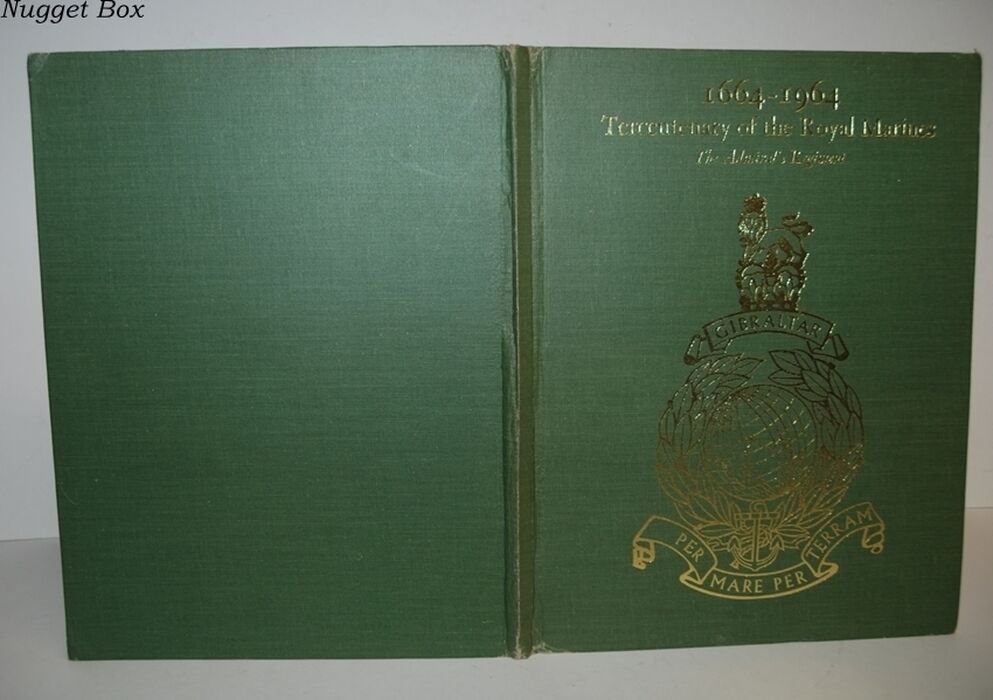 Nugget Box
1664-1964
Tercentenary of the Royal Marines
The Admiral's Regiment
GIBRALTAR
PER MARE PER TERRAM